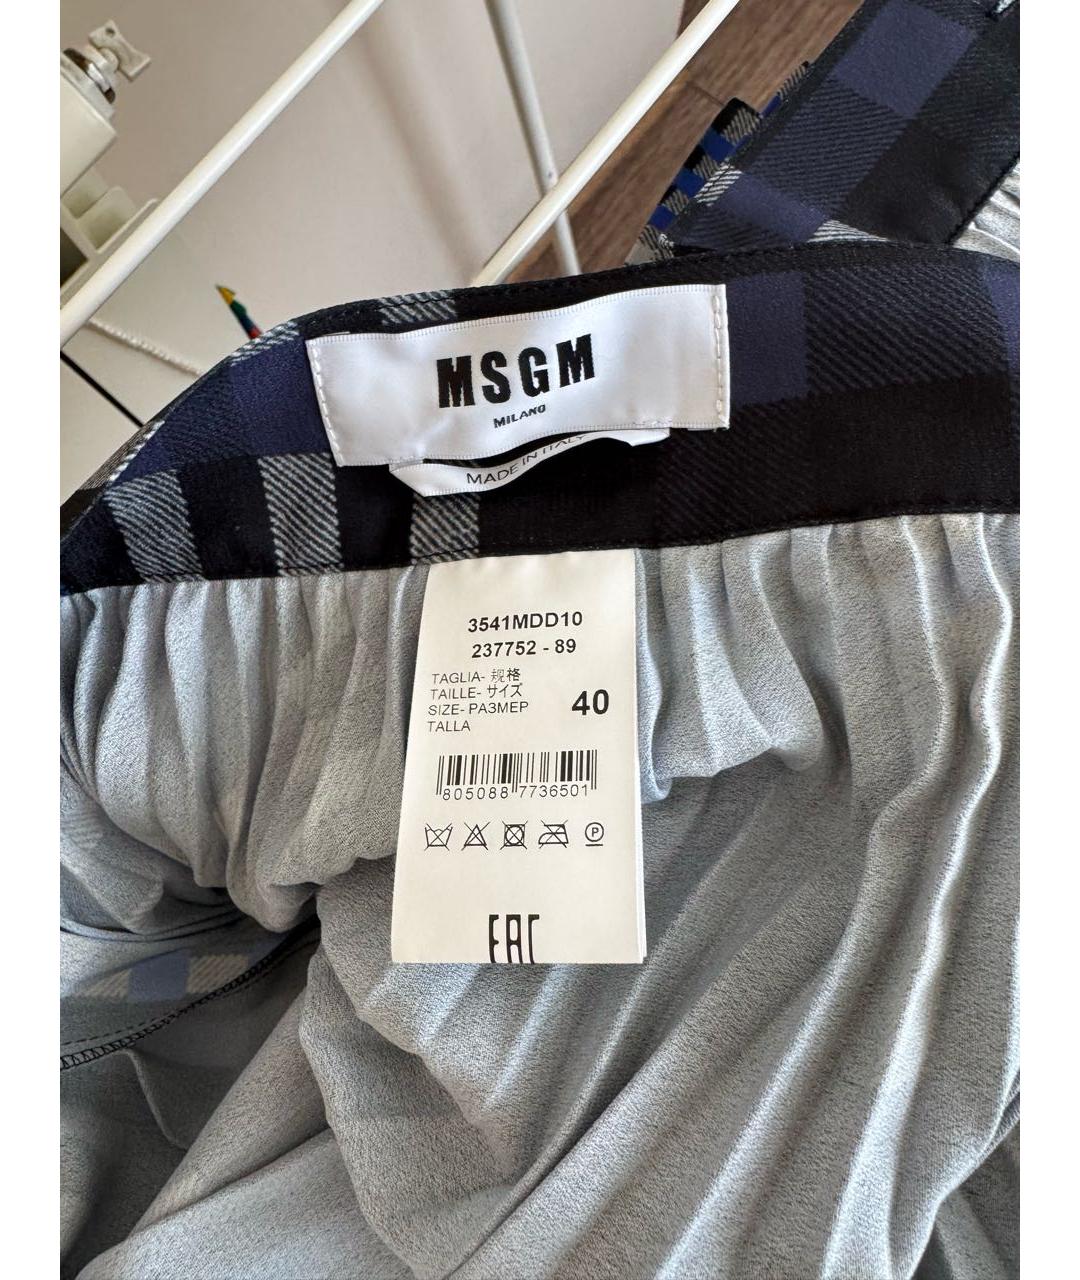 MSGM
MILANO
MADE IN ITALY
3541MDD10
237752 - 89
TAGLIA- 规格
TAILLE- サイズ
SIZE- РАЗМЕР
TALLA
40
805088 7736501
P
EAC